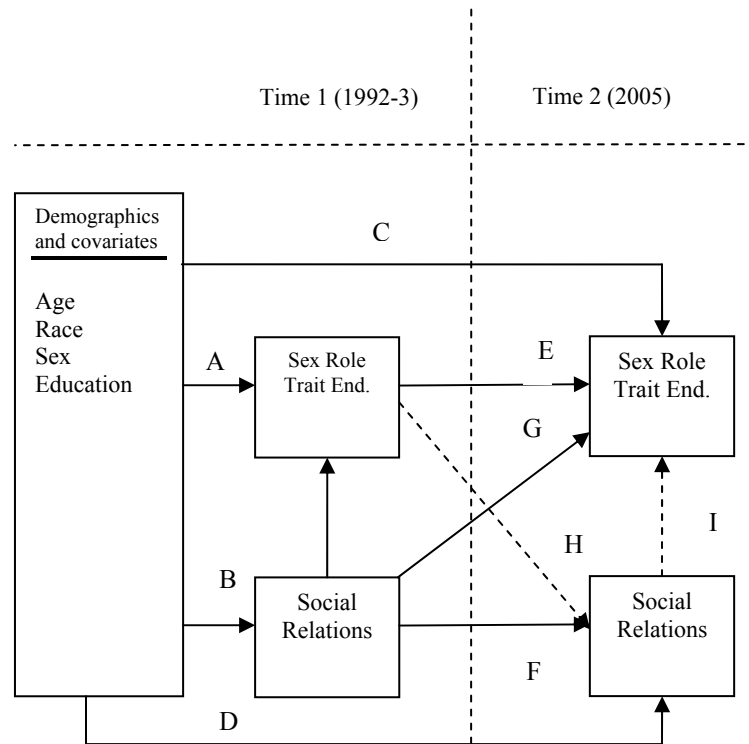 Time 1 (1992-3)
Time 2 (2005)
Demographics
and covariates
Age
Race
Sex
Education
C
A
Sex Role
Trait End.
E
Sex Role
Trait End.
G
H
I
B
Social
Relations
Social
Relations
F
D